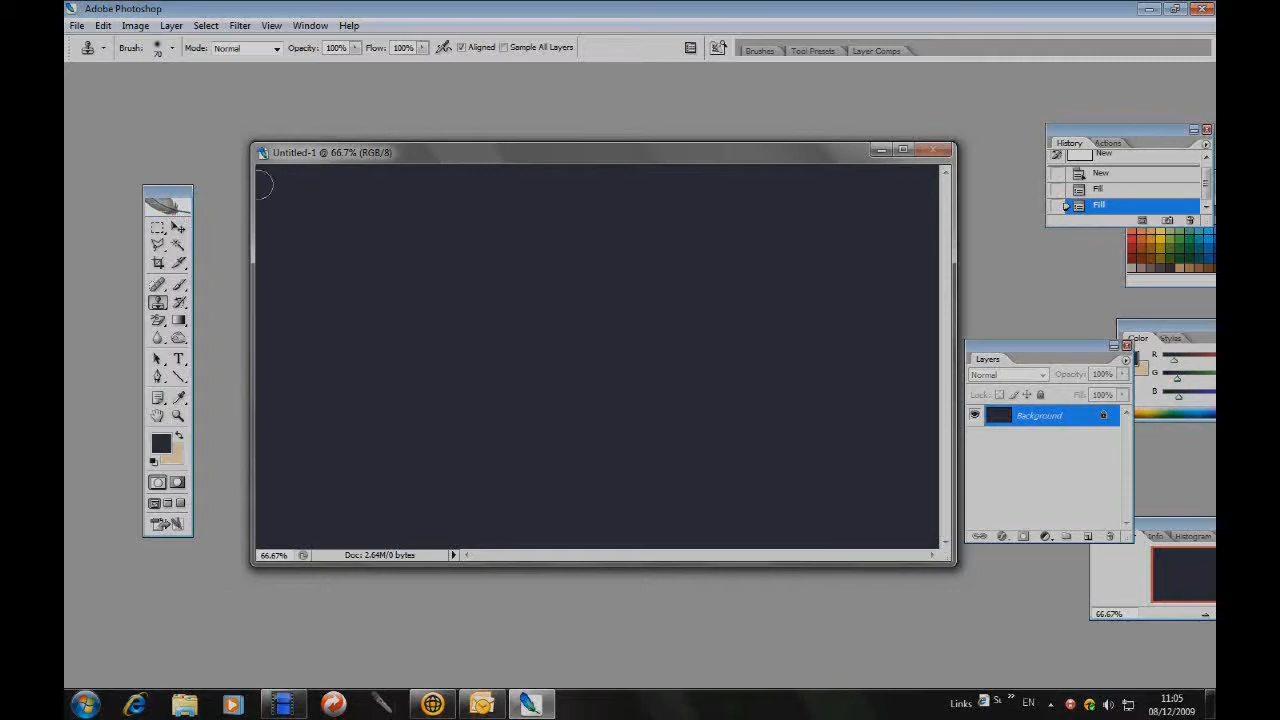 Adobe Photoshop
File Edit Image Layer Select Filter View Window Help
Brush: 70 Mode: Normal Opacity: 100% Flow: 100% Aligned Sample All Layers Brushes Tool Presets Layer Comps
Untitled-1 @ 66.7% (RGB/8)
History Actions
New
New
Fill
Fill
Color Styles
R
G
B
Layers
Normal Opacity: 100%
Lock: Fill: 100%
Background
Info Histogram
66.67%
66.67% Doc: 2.64M/0 bytes
Links EN 11:05
08/12/2009